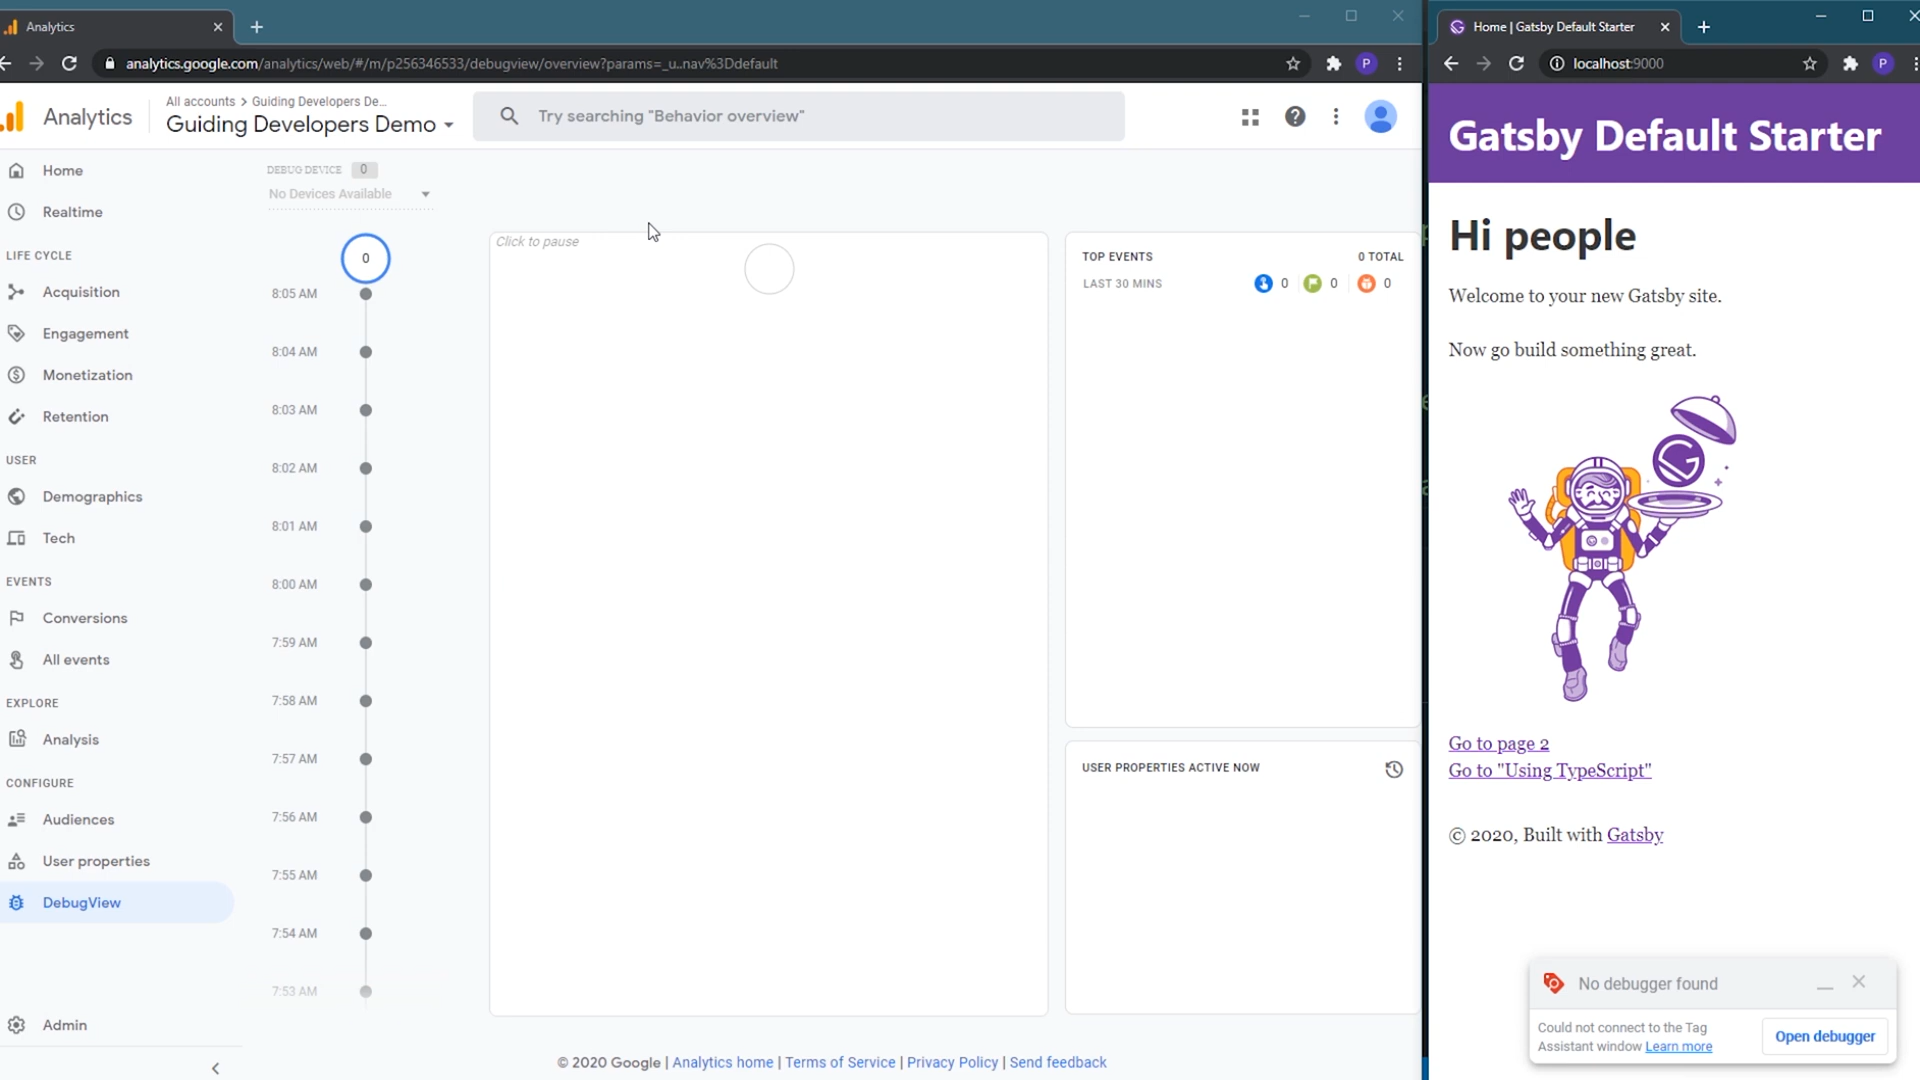 Analytics
analytics.google.com/analytics/web/#/m/p256346533/debugview/overview?params=_u..nav%3Ddefault
P
Analytics
All accounts > Guiding Developers De...
Guiding Developers Demo
Try searching "Behavior overview"
Home
Realtime
LIFE CYCLE
Acquisition
Engagement
Monetization
Retention
USER
Demographics
Tech
EVENTS
Conversions
All events
EXPLORE
Analysis
CONFIGURE
Audiences
User properties
DebugView
Admin
DEBUG DEVICE 0
No Devices Available
0
8:05 AM
8:04 AM
8:03 AM
8:02 AM
8:01 AM
8:00 AM
7:59 AM
7:58 AM
7:57 AM
7:56 AM
7:55 AM
7:54 AM
7:53 AM
Click to pause
TOP EVENTS 0 TOTAL
LAST 30 MINS 0 0 0
USER PROPERTIES ACTIVE NOW
© 2020 Google | Analytics home | Terms of Service | Privacy Policy | Send feedback
Home | Gatsby Default Starter
localhost:9000
P
Gatsby Default Starter
Hi people
Welcome to your new Gatsby site.
Now go build something great.
Go to page 2
Go to "Using TypeScript"
© 2020, Built with Gatsby
No debugger found
Could not connect to the Tag
Assistant window Learn more
Open debugger